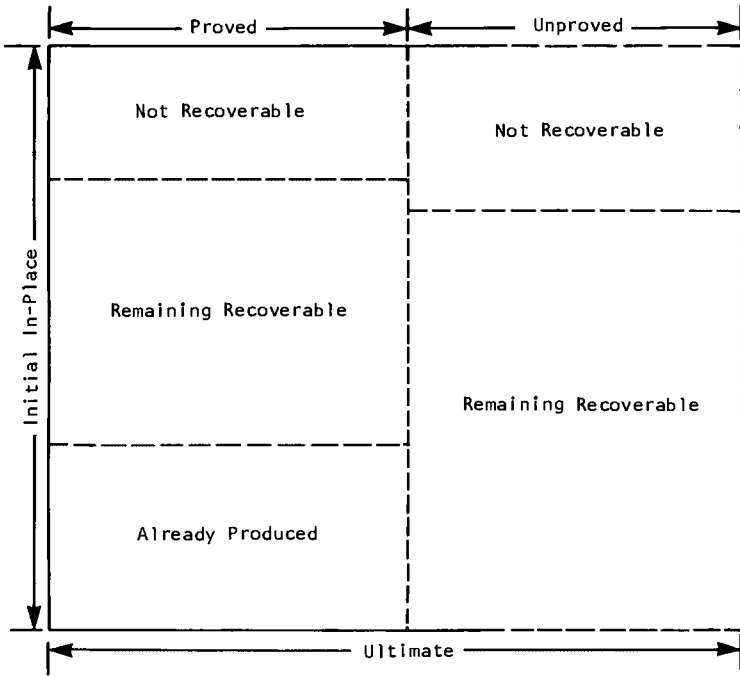 Proved
Unproved
Not Recoverable
Not Recoverable
Initial In-Place
Remaining Recoverable
Remaining Recoverable
Already Produced
Ultimate